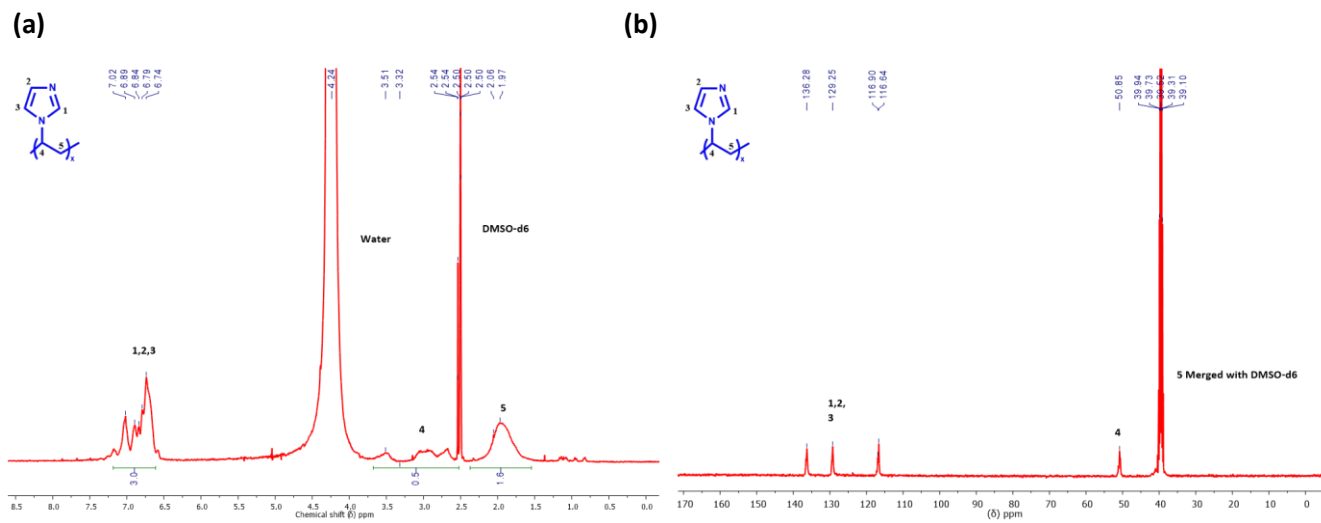 (a)
7.02
6.89
6.84
6.79
6.74
4.24
3.51
3.32
2.54
2.54
2.50
2.50
2.50
2.06
1.97
2
N
3
1
N
4
5
x
Water
DMSO-d6
1,2,3
4
5
3.0
0.5
1.6
8.5 8.0 7.5 7.0 6.5 6.0 5.5 5.0 4.5 4.0 3.5 3.0 2.5 2.0 1.5 1.0 0.5 0.0
Chemical shift (δ) ppm
(b)
136.28
129.25
116.90
116.64
50.85
39.94
39.73
39.52
39.31
39.10
2
N
3
1
N
4
5
x
5 Merged with DMSO-d6
1,2,
3
4
170 160 150 140 130 120 110 100 90 80 70 60 50 40 30 20 10 0
(δ) ppm